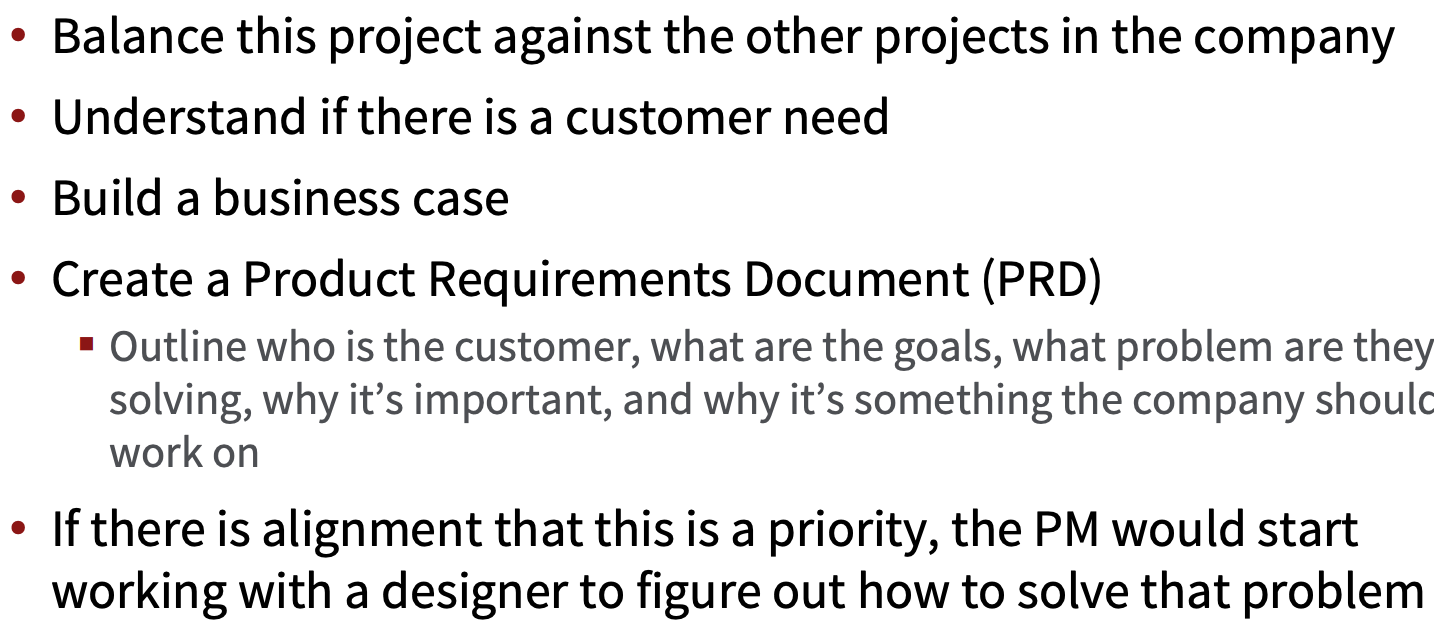 • Balance this project against the other projects in the company
• Understand if there is a customer need
• Build a business case
• Create a Product Requirements Document (PRD)
▪ Outline who is the customer, what are the goals, what problem are they
solving, why it’s important, and why it’s something the company should
work on
• If there is alignment that this is a priority, the PM would start
working with a designer to figure out how to solve that problem